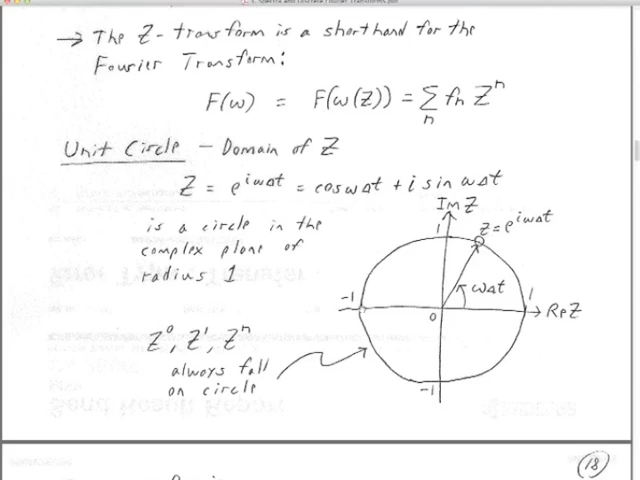 → The Z-transform is a shorthand for the
Fourier Transform:
F(ω) = F(ω(Z)) = Σ fn Z^n
n
Unit Circle – Domain of Z
Z = e^iωΔt = cosωΔt + i sin ωΔt
is a circle in the
complex plane of
radius 1
Z^0, Z^1, Z^n
always fall
on circle
Im Z
1
Z = e^iωΔt
ωΔt
-1
0
1
Re Z
-1
18